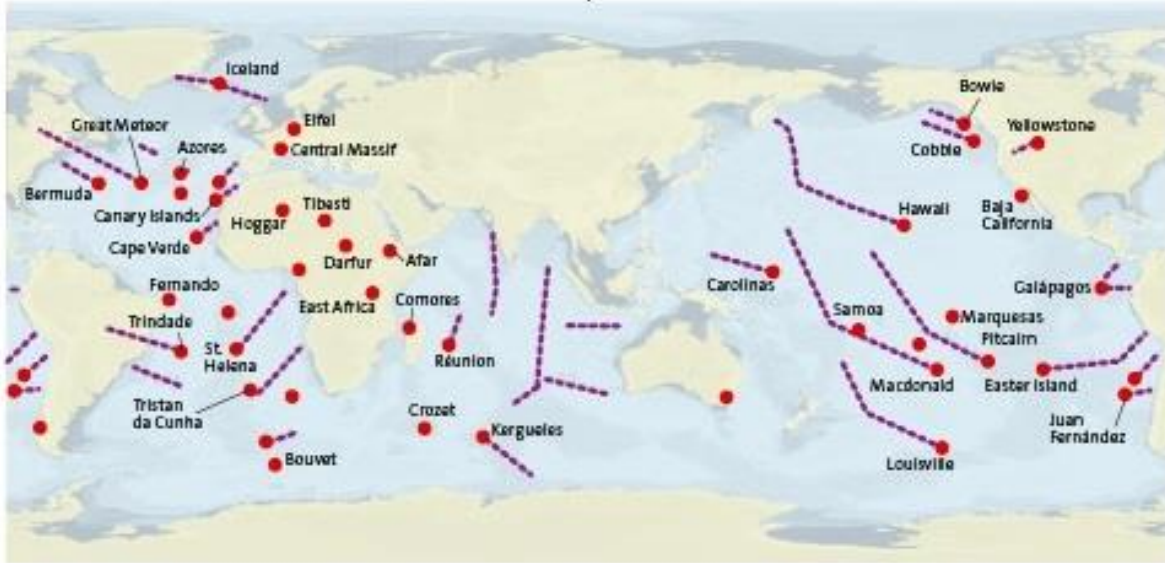 Iceland
Bowie
Eifel
Great Meteor
Yellowstone
Azores
Central Massif
Cobble
Bermuda
Tibesti
Canary Islands
Hoggar
Hawaii
Baja
California
Cape Verde
Darfur
Afar
Carolinas
Galápagos
Fernando
East Africa
Comores
Samoa
Marquesas
Trindade
Pitcairn
St.
Helena
Réunion
Macdonald
Easter Island
Tristan
da Cunha
Crozet
Juan
Fernández
Kergueles
Bouvet
Louisville